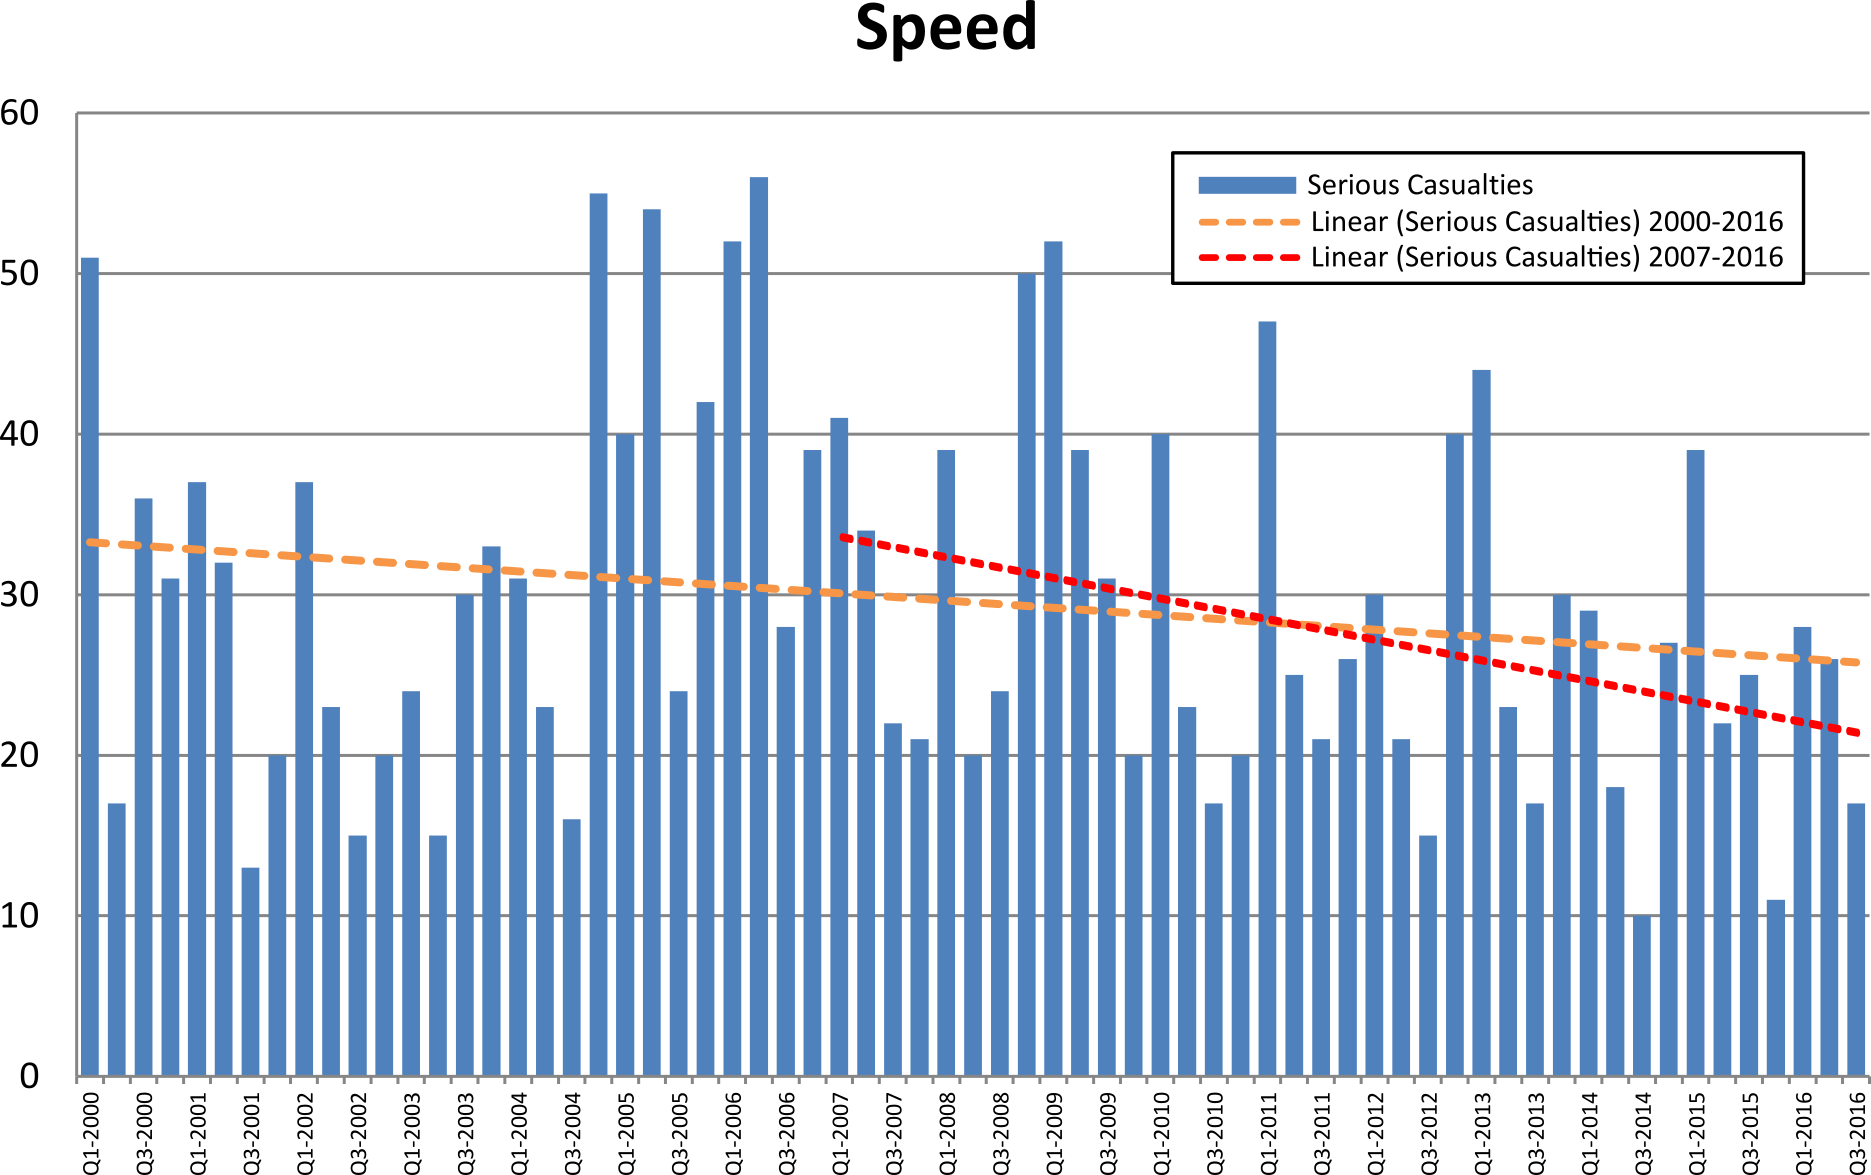 Speed
60
50
40
30
20
10
0
Serious Casualties
Linear (Serious Casualties) 2000-2016
Linear (Serious Casualties) 2007-2016
Q1-2000
Q3-2000
Q1-2001
Q3-2001
Q1-2002
Q3-2002
Q1-2003
Q3-2003
Q1-2004
Q3-2004
Q1-2005
Q3-2005
Q1-2006
Q3-2006
Q1-2007
Q3-2007
Q1-2008
Q3-2008
Q1-2009
Q3-2009
Q1-2010
Q3-2010
Q1-2011
Q3-2011
Q1-2012
Q3-2012
Q1-2013
Q3-2013
Q1-2014
Q3-2014
Q1-2015
Q3-2015
Q1-2016
Q3-2016